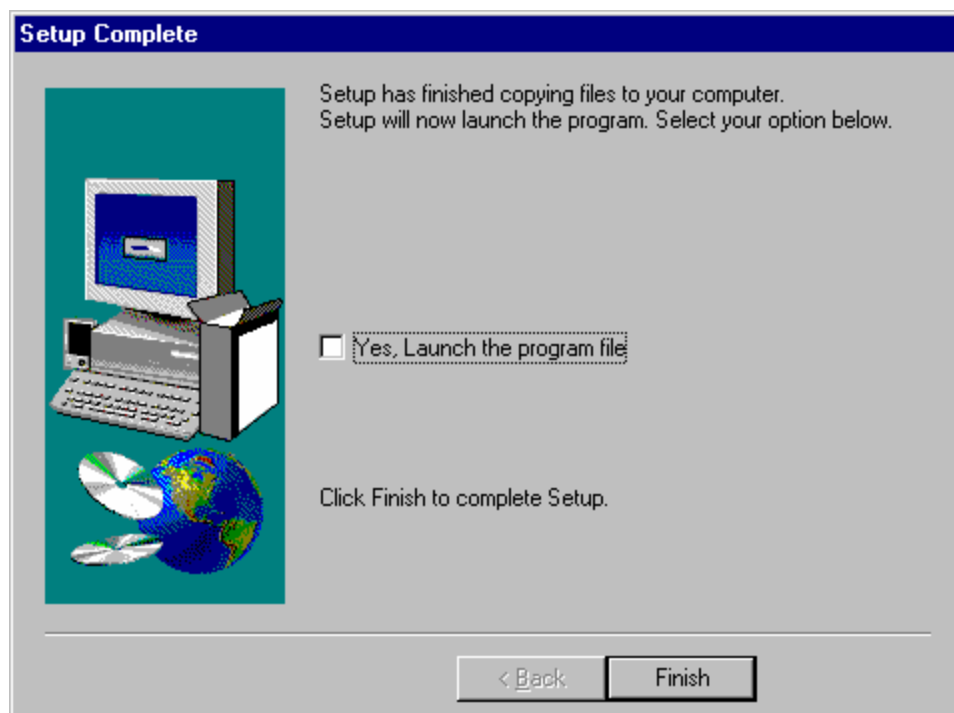 Setup Complete
Setup has finished copying files to your computer.
Setup will now launch the program. Select your option below.
Yes, Launch the program file
Click Finish to complete Setup.
< Back
Finish